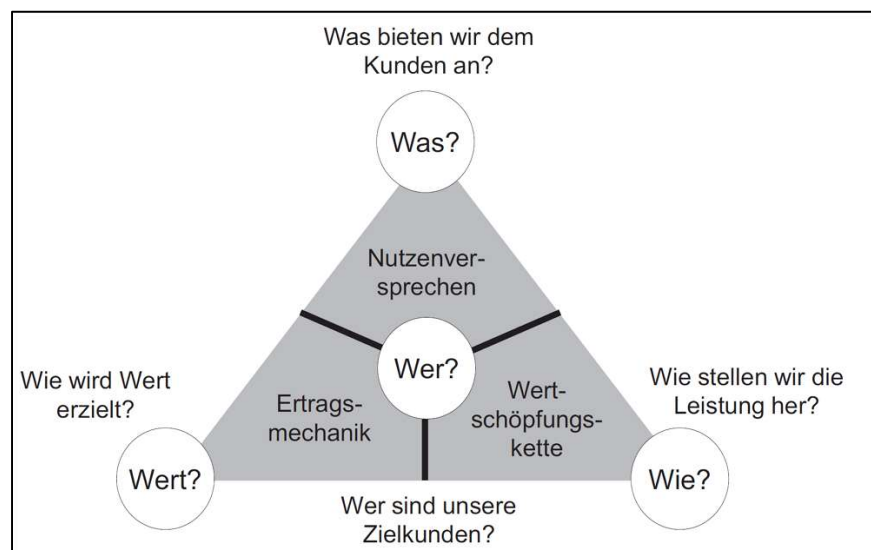 Was bieten wir dem
Kunden an?
Was?
Nutzenver-
sprechen
Wer?
Wie wird Wert
erzielt?
Ertrags-
mechanik
Wert-
schöpfungs-
kette
Wie stellen wir die
Leistung her?
Wert?
Wie?
Wer sind unsere
Zielkunden?